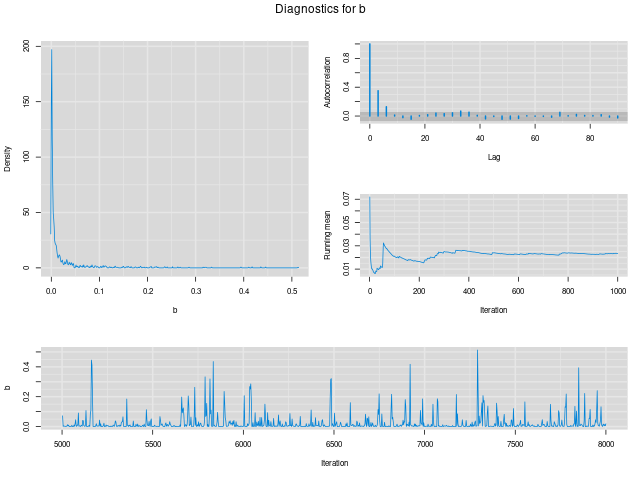 Diagnostics for b
Density
0
50
100
150
200
0.0 0.1 0.2 0.3 0.4 0.5
b
Autocorrelation
0.0 0.4 0.8
0 20 40 60 80
Lag
Running mean
0.01 0.03 0.05 0.07
0 200 400 600 800 1000
Iteration
b
0.0 0.2 0.4
5000 5500 6000 6500 7000 7500 8000
Iteration